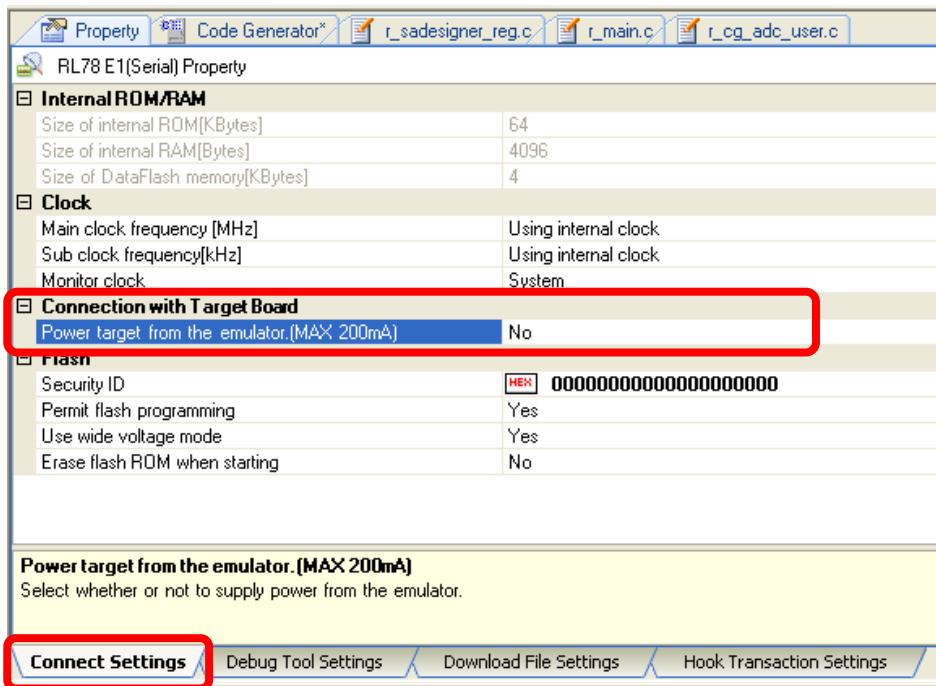 Property Code Generator* r_sadesigner_reg.c r_main.c r_cg_adc_user.c
RL78 E1(Serial) Property
Internal ROM/RAM
Size of internal ROM[KBytes] 64
Size of internal RAM[Bytes] 4096
Size of DataFlash memory[KBytes] 4
Clock
Main clock frequency [MHz] Using internal clock
Sub clock frequency[kHz] Using internal clock
Monitor clock System
Connection with Target Board
Power target from the emulator.(MAX 200mA) No
Flash
Security ID HEX 00000000000000000000
Permit flash programming Yes
Use wide voltage mode Yes
Erase flash ROM when starting No
Power target from the emulator.(MAX 200mA)
Select whether or not to supply power from the emulator.
Connect Settings Debug Tool Settings Download File Settings Hook Transaction Settings